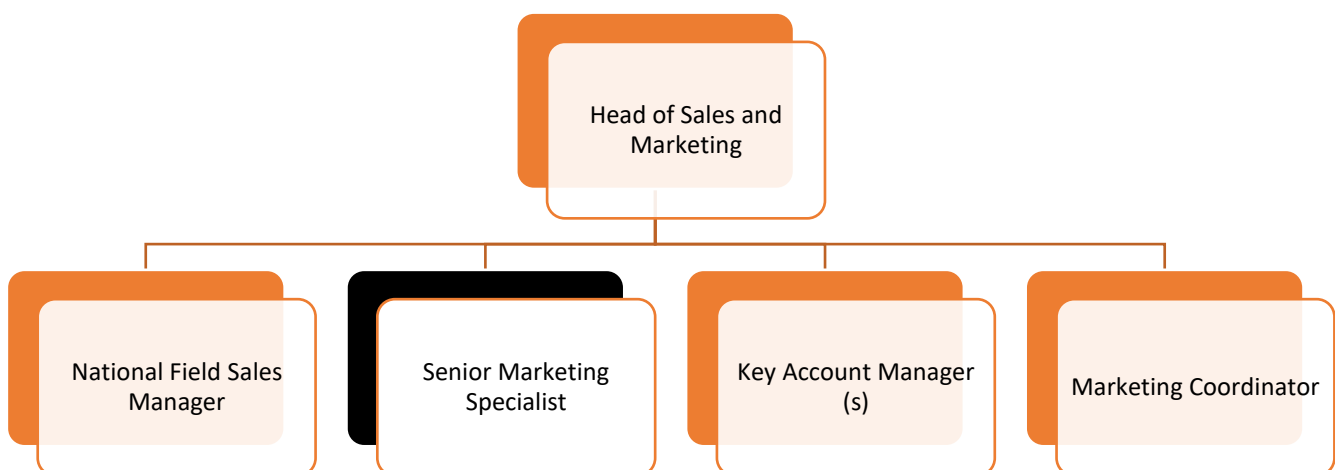 Head of Sales and
Marketing
National Field Sales
Manager
Senior Marketing
Specialist
Key Account Manager
(s)
Marketing Coordinator